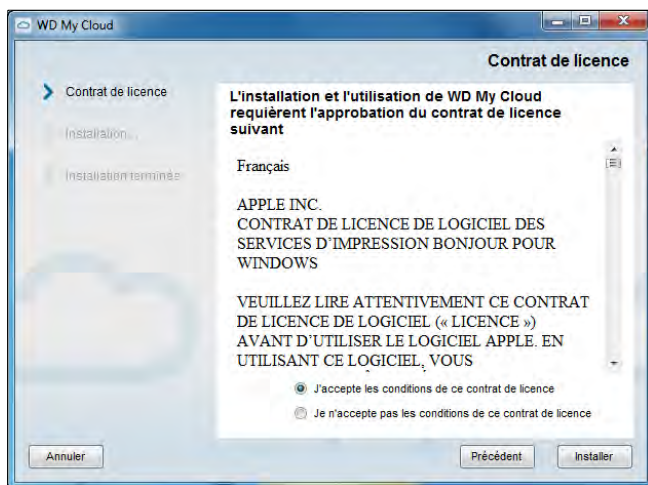 WD My Cloud
Contrat de licence
Contrat de licence
Installation...
Installation terminée
L'installation et l'utilisation de WD My Cloud
requièrent l'approbation du contrat de licence
suivant
Français
APPLE INC.
CONTRAT DE LICENCE DE LOGICIEL DES
SERVICES D'IMPRESSION BONJOUR POUR
WINDOWS
VEUILLEZ LIRE ATTENTIVEMENT CE CONTRAT
DE LICENCE DE LOGICIEL (« LICENCE »)
AVANT D'UTILISER LE LOGICIEL APPLE. EN
UTILISANT CE LOGICIEL, VOUS
J'accepte les conditions de ce contrat de licence
Je n'accepte pas les conditions de ce contrat de licence
Annuler
Précédent
Installer